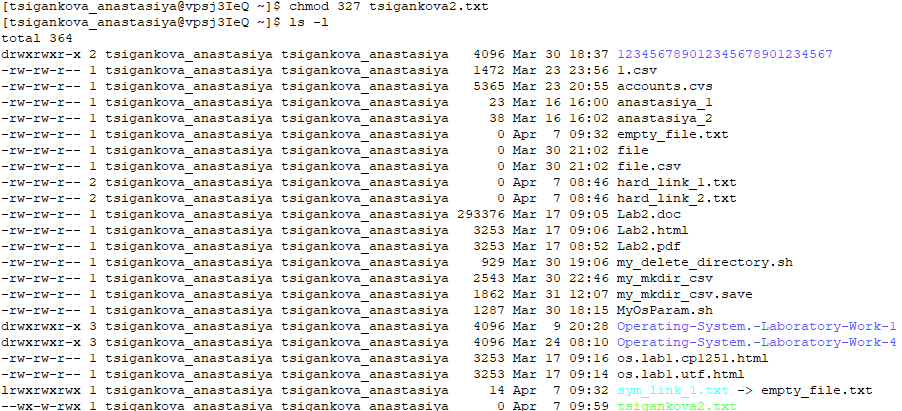 [tsigankova_anastasiya@vpsj3IeQ ~]$ chmod 327 tsigankova2.txt
[tsigankova_anastasiya@vpsj3IeQ ~]$ ls -l
total 364
drwxrwxr-x 2 tsigankova_anastasiya tsigankova_anastasiya   4096 Mar 30 18:37 1234567890123456789012345678901234567
-rw-rw-r-- 1 tsigankova_anastasiya tsigankova_anastasiya   1472 Mar 23 23:56 1.csv
-rw-rw-r-- 1 tsigankova_anastasiya tsigankova_anastasiya   5365 Mar 23 20:55 accounts.cvs
-rw-rw-r-- 1 tsigankova_anastasiya tsigankova_anastasiya     23 Mar 16 16:00 anastasiya_1
-rw-rw-r-- 1 tsigankova_anastasiya tsigankova_anastasiya     38 Mar 16 16:02 anastasiya_2
-rw-rw-r-- 1 tsigankova_anastasiya tsigankova_anastasiya      0 Apr  7 09:32 empty_file.txt
-rw-rw-r-- 1 tsigankova_anastasiya tsigankova_anastasiya      0 Mar 30 21:02 file
-rw-rw-r-- 1 tsigankova_anastasiya tsigankova_anastasiya      0 Mar 30 21:02 file.csv
-rw-rw-r-- 2 tsigankova_anastasiya tsigankova_anastasiya      0 Apr  7 08:46 hard_link_1.txt
-rw-rw-r-- 2 tsigankova_anastasiya tsigankova_anastasiya      0 Apr  7 08:46 hard_link_2.txt
-rw-rw-r-- 1 tsigankova_anastasiya tsigankova_anastasiya 293376 Mar 17 09:05 Lab2.doc
-rw-rw-r-- 1 tsigankova_anastasiya tsigankova_anastasiya   3253 Mar 17 09:06 Lab2.html
-rw-rw-r-- 1 tsigankova_anastasiya tsigankova_anastasiya   3253 Mar 17 08:52 Lab2.pdf
-rw-rw-r-- 1 tsigankova_anastasiya tsigankova_anastasiya    929 Mar 30 19:06 my_delete_directory.sh
-rw-rw-r-- 1 tsigankova_anastasiya tsigankova_anastasiya   2543 Mar 30 22:46 my_mkdir_csv
-rw-rw-r-- 1 tsigankova_anastasiya tsigankova_anastasiya   1862 Mar 31 12:07 my_mkdir_csv.save
-rw-rw-r-- 1 tsigankova_anastasiya tsigankova_anastasiya   1287 Mar 30 18:15 MyOsParam.sh
drwxrwxr-x 3 tsigankova_anastasiya tsigankova_anastasiya   4096 Mar  9 20:28 Operating-System.-Laboratory-Work-1
drwxrwxr-x 3 tsigankova_anastasiya tsigankova_anastasiya   4096 Mar 24 08:10 Operating-System.-Laboratory-Work-4
-rw-rw-r-- 1 tsigankova_anastasiya tsigankova_anastasiya   3253 Mar 17 09:16 os.lab1.cp1251.html
-rw-rw-r-- 1 tsigankova_anastasiya tsigankova_anastasiya   3253 Mar 17 09:14 os.lab1.utf.html
lrwxrwxrwx 1 tsigankova_anastasiya tsigankova_anastasiya     14 Apr  7 09:32 sym_link_1.txt -> empty_file.txt
--wx-w-rwx 1 tsigankova_anastasiya tsigankova_anastasiya      0 Apr  7 09:59 tsigankova2.txt